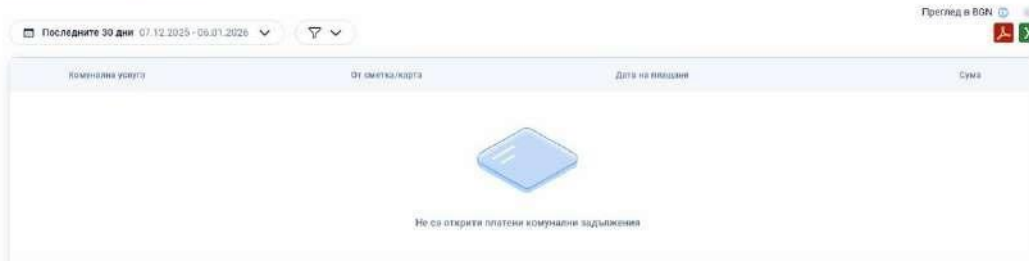 Преглед в BGN
Последните 30 дни 07.12.2025 - 06.01.2026
Комунална услуга От сметка/карта Дата на плащане Сума
Не са открити платени комунални задължения